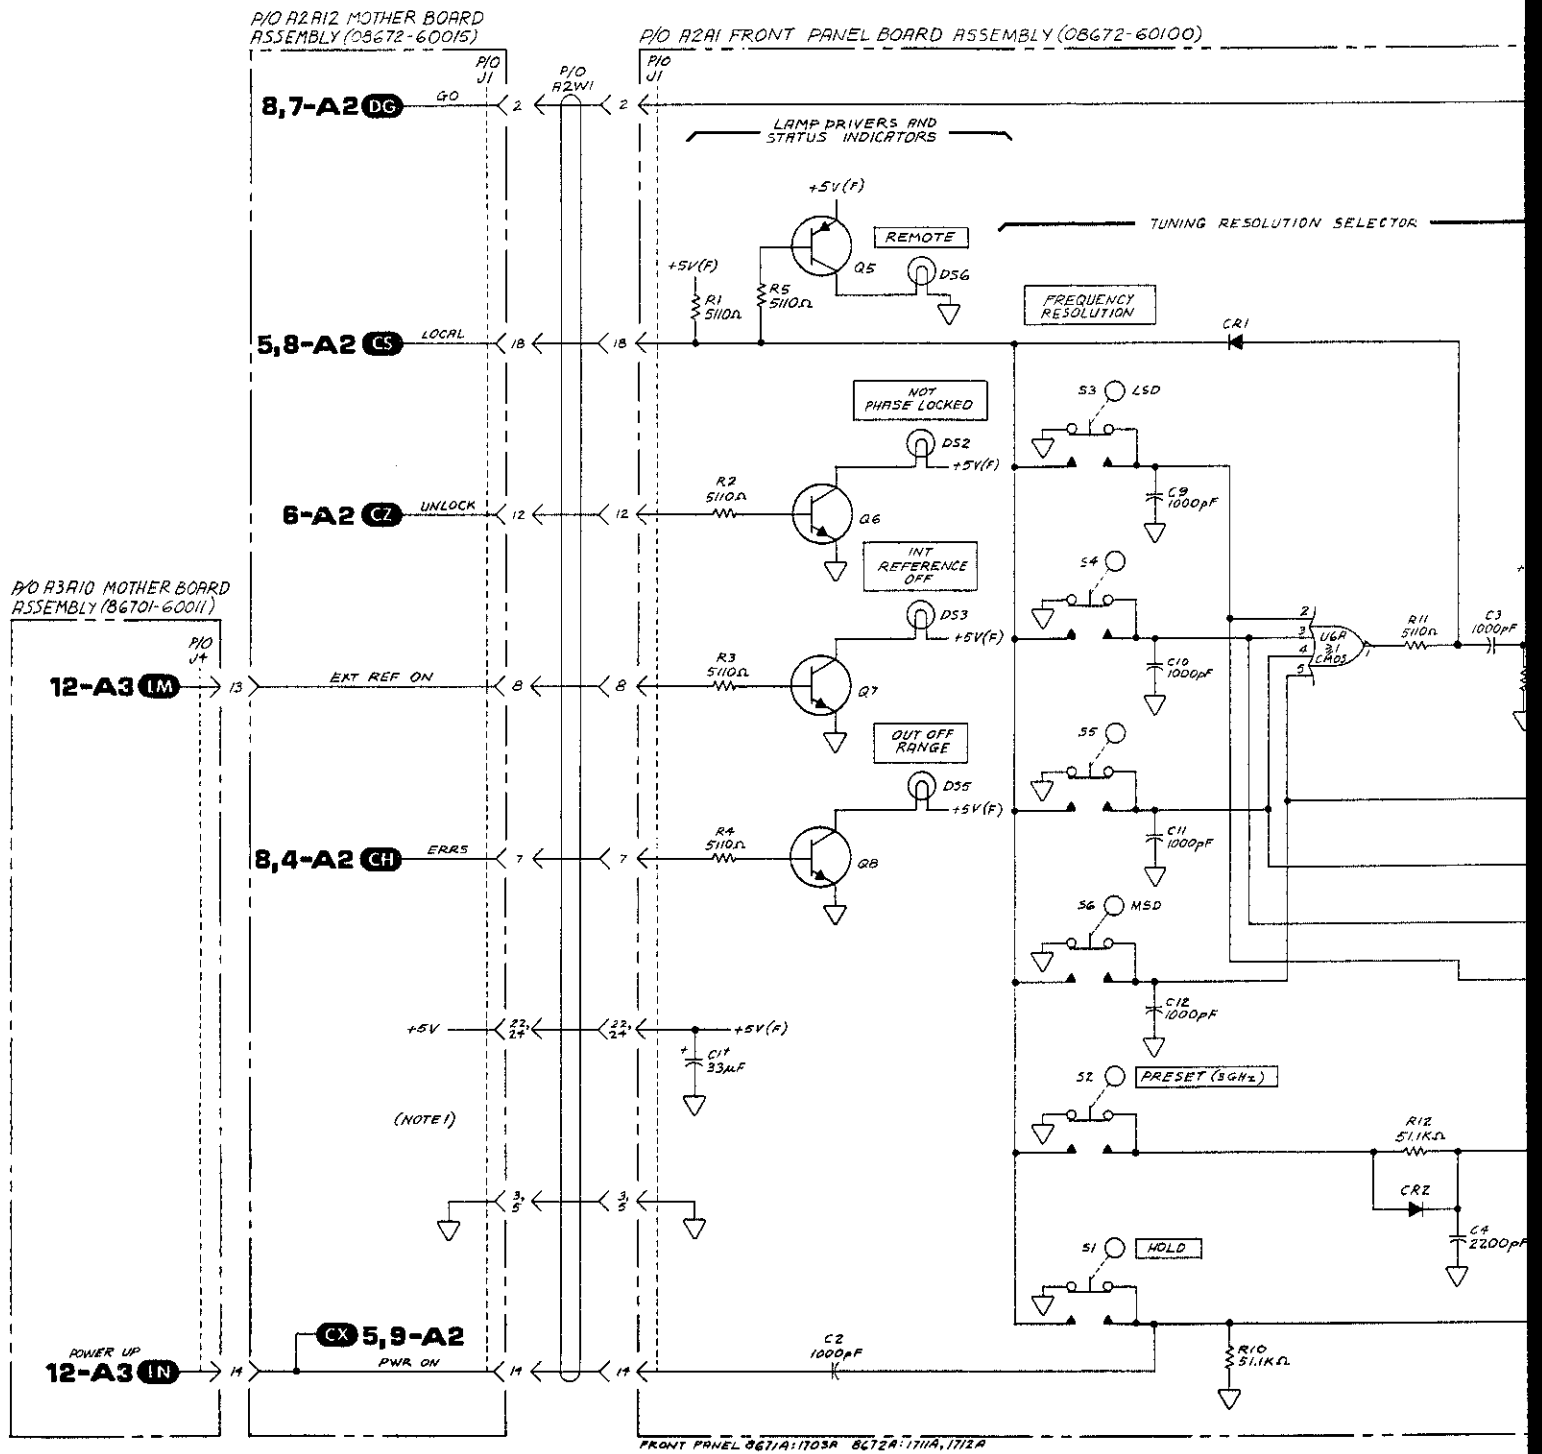 P/O A2A12 MOTHER BOARD
ASSEMBLY (08672-60015)
P/O A2A1 FRONT PANEL BOARD ASSEMBLY (08672-60100)
P/O
J1
P/O
A2W1
P/O
J1
8,7-A2 DG
GO
2
2
LAMP DRIVERS AND
STATUS INDICATORS
+5V(F)
TUNING RESOLUTION SELECTOR
REMOTE
Q5
DS6
+5V(F)
R1
5110Ω
R5
5110Ω
FREQUENCY
RESOLUTION
CR1
5,8-A2 CS
LOCAL
18
18
NOT
PHASE LOCKED
S3
LSD
DS2
+5V(F)
R2
5110Ω
C9
1000pF
6-A2 CZ
UNLOCK
12
12
Q6
INT
REFERENCE
OFF
S4
P/O A3A10 MOTHER BOARD
ASSEMBLY (86701-60011)
DS3
+5V(F)
2
3
4
5
U6A
≥1
CMOS
1
R11
5110Ω
C3
1000pF
P/O
J4
R3
5110Ω
C10
1000pF
12-A3 LM
13
EXT REF ON
8
8
Q7
OUT OFF
RANGE
S5
DS5
+5V(F)
R4
5110Ω
C11
1000pF
8,4-A2 CH
ERRS
7
7
Q8
S6
MSD
C12
1000pF
+5V
22,
24
22,
24
+5V(F)
+
C1+
33µF
S2
PRESET (3GHz)
(NOTE 1)
R12
51.1KΩ
CR2
3,
5
3,
5
C4
2200pF
S1
HOLD
CX 5,9-A2
POWER UP
12-A3 LN
14
PWR ON
14
14
C2
1000pF
R10
51.1KΩ
FRONT PANEL 8671A:1703A 8672A:1711A,1712A